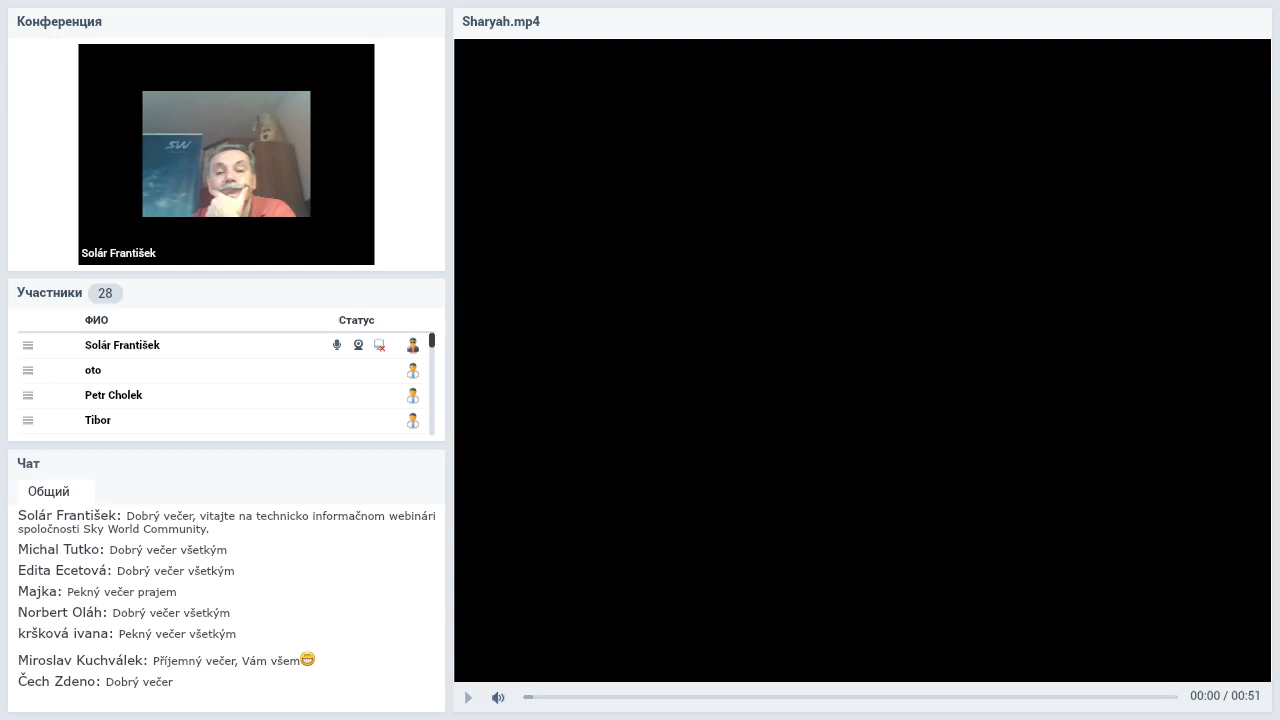 Конференция
SW
Solár František
Участники 28
ФИО Статус
Solár František
oto
Petr Cholek
Tibor
Чат
Общий
Solár František: Dobrý večer, vitajte na technicko informačnom webinári
spoločnosti Sky World Community.
Michal Tutko: Dobrý večer všetkým
Edita Ecetová: Dobrý večer všetkým
Majka: Pekný večer prajem
Norbert Oláh: Dobrý večer všetkým
kršková ivana: Pekný večer všetkým
Miroslav Kuchválek: Příjemný večer, Vám všem
Čech Zdeno: Dobrý večer
Sharyah.mp4
00:00 / 00:51